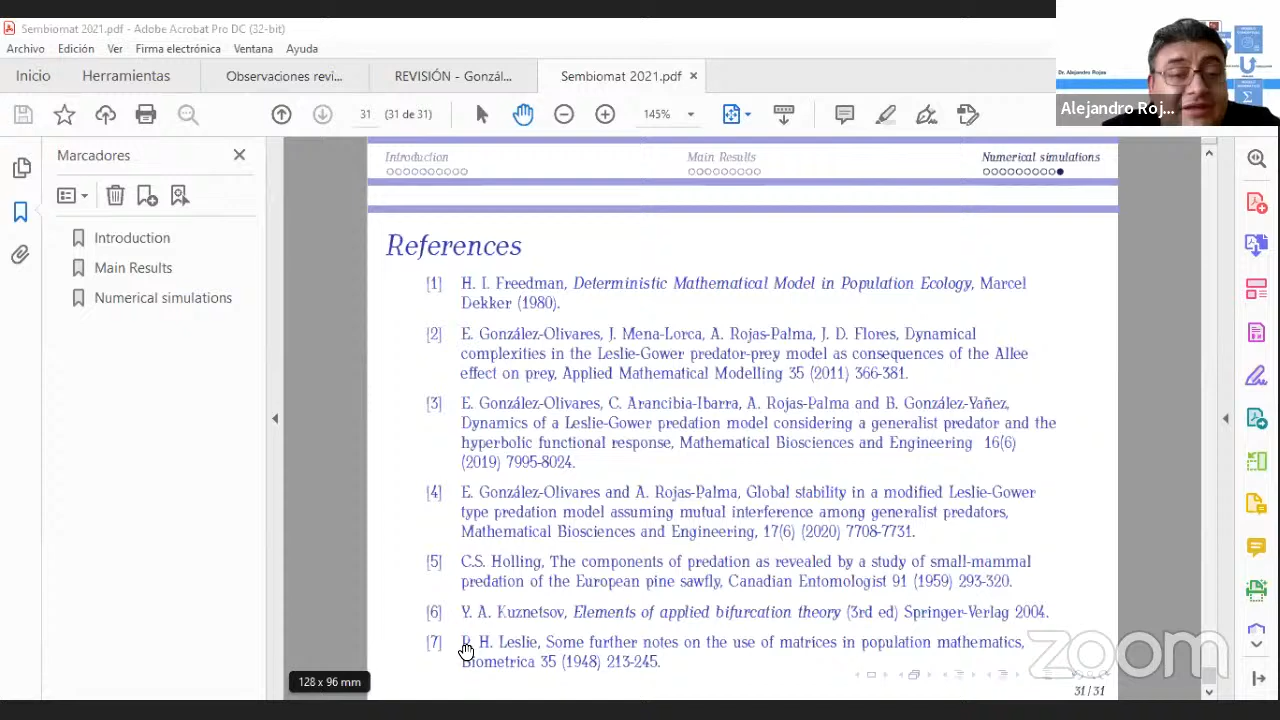 Sembiomat 2021.pdf - Adobe Acrobat Pro DC (32-bit)
Archivo Edición Ver Firma electrónica Ventana Ayuda
Inicio Herramientas Observaciones revi... REVISIÓN - Gonzál... Sembiomat 2021.pdf
31 (31 de 31) 145%
Dr. Alejandro Rojas
Alejandro Roj...
Marcadores
Introduction
Main Results
Numerical simulations
Introduction Main Results Numerical simulations
References
[1] H. I. Freedman, Deterministic Mathematical Model in Population Ecology, Marcel
Dekker (1980).
[2] E. González-Olivares, J. Mena-Lorca, A. Rojas-Palma, J. D. Flores, Dynamical
complexities in the Leslie-Gower predator-prey model as consequences of the Allee
effect on prey, Applied Mathematical Modelling 35 (2011) 366-381.
[3] E. González-Olivares, C. Arancibia-Ibarra, A. Rojas-Palma and B. González-Yañez,
Dynamics of a Leslie-Gower predation model considering a generalist predator and the
hyperbolic functional response, Mathematical Biosciences and Engineering 16(6)
(2019) 7995-8024.
[4] E. González-Olivares and A. Rojas-Palma, Global stability in a modified Leslie-Gower
type predation model assuming mutual interference among generalist predators,
Mathematical Biosciences and Engineering, 17(6) (2020) 7708-7731.
[5] C.S. Holling, The components of predation as revealed by a study of small-mammal
predation of the European pine sawfly, Canadian Entomologist 91 (1959) 293-320.
[6] Y. A. Kuznetsov, Elements of applied bifurcation theory (3rd ed) Springer-Verlag 2004.
[7] P. H. Leslie, Some further notes on the use of matrices in population mathematics,
Biometrica 35 (1948) 213-245.
zoom
128 x 96 mm
31/31